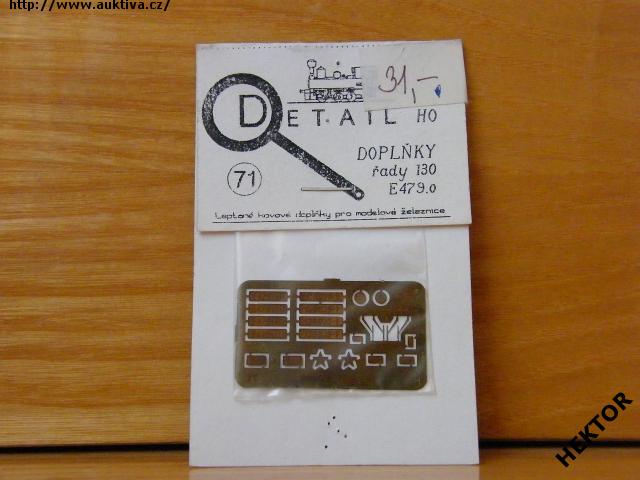 http://www.auktiva.cz/
31,-
DETAIL HO
71
DOPLŇKY
řady 130
E479.0
Leptané kovové doplňky pro modelové železnice
HEKTOR